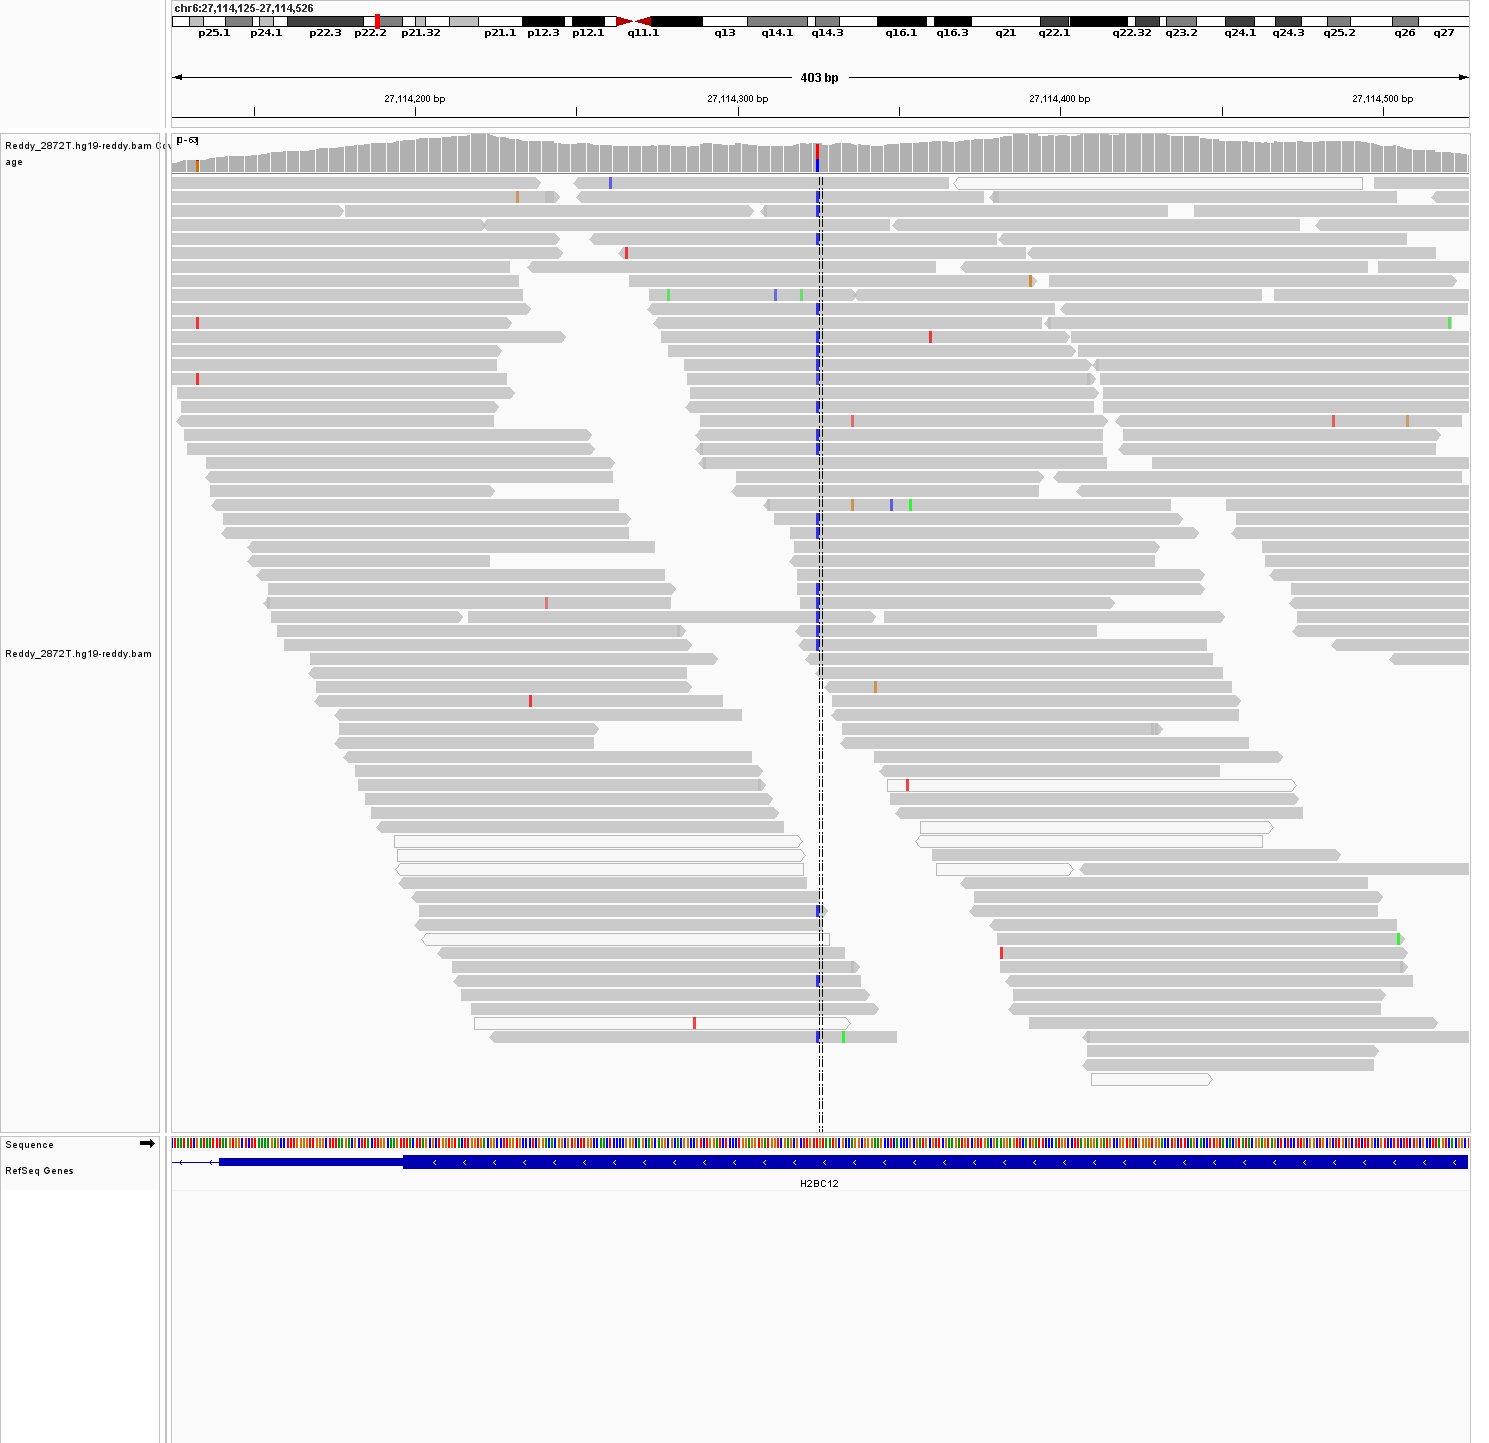 chr6:27,114,125-27,114,526
p25.1 p24.1 p22.3 p22.2 p21.32 p21.1 p12.3 p12.1 q11.1 q13 q14.1 q14.3 q16.1 q16.3 q21 q22.1 q22.32 q23.2 q24.1 q24.3 q25.2 q26 q27
403 bp
27,114,200 bp 27,114,300 bp 27,114,400 bp 27,114,500 bp
[0-63]
Reddy_2872T.hg19-reddy.bam Cov
age
Reddy_2872T.hg19-reddy.bam
Sequence
RefSeq Genes
H2BC12